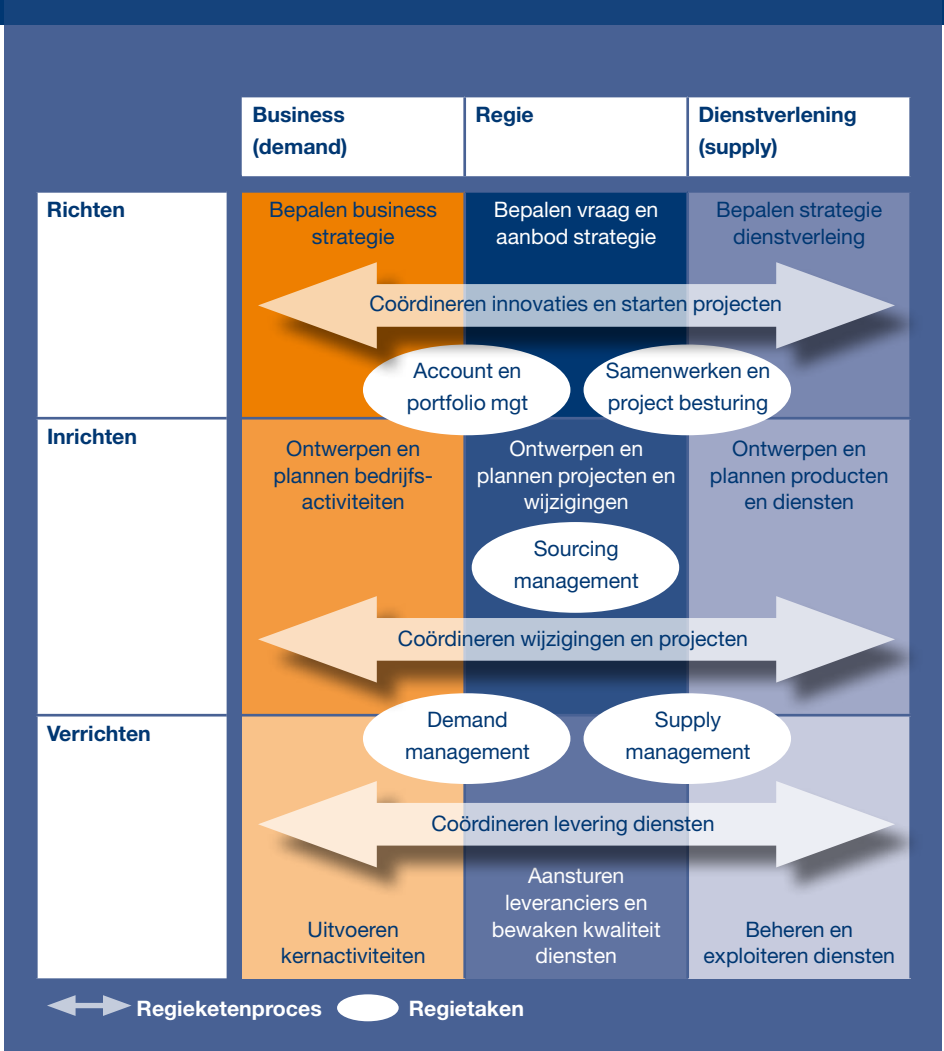 Business
(demand)
Regie
Dienstverlening
(supply)
Richten
Bepalen business
strategie
Bepalen vraag en
aanbod strategie
Bepalen strategie
dienstverleing
Coördineren innovaties en starten projecten
Account en
portfolio mgt
Samenwerken en
project besturing
Inrichten
Ontwerpen en
plannen bedrijfs-
activiteiten
Ontwerpen en
plannen projecten en
wijzigingen
Ontwerpen en
plannen producten
en diensten
Sourcing
management
Coördineren wijzigingen en projecten
Demand
management
Supply
management
Verrichten
Coördineren levering diensten
Uitvoeren
kernactiviteiten
Aansturen
leveranciers en
bewaken kwaliteit
diensten
Beheren en
exploiteren diensten
Regieketenproces
Regietaken